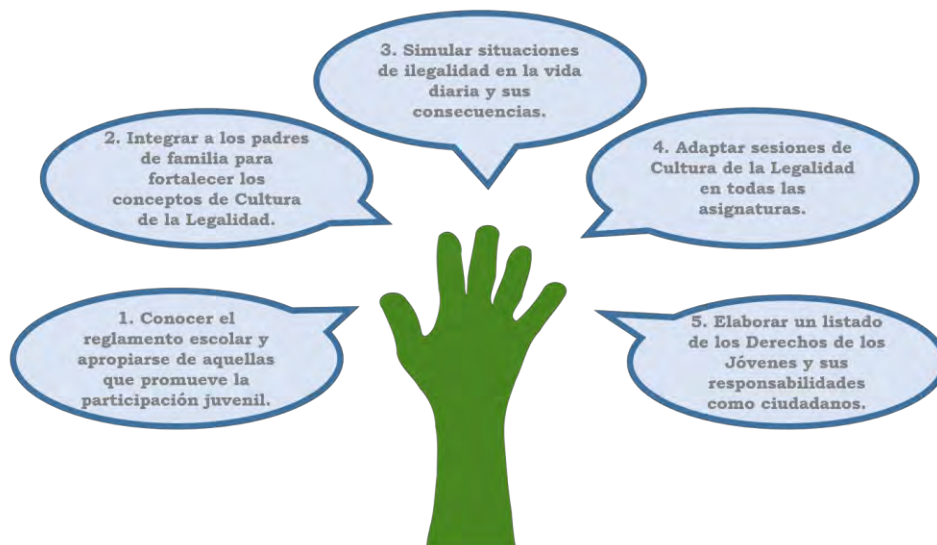 1. Conocer el
reglamento escolar y
apropiarse de aquellas
que promueve la
participación juvenil.
2. Integrar a los padres
de familia para
fortalecer los
conceptos de Cultura
de la Legalidad.
3. Simular situaciones
de ilegalidad en la vida
diaria y sus
consecuencias.
4. Adaptar sesiones de
Cultura de la Legalidad
en todas las
asignaturas.
5. Elaborar un listado
de los Derechos de los
Jóvenes y sus
responsabilidades
como ciudadanos.